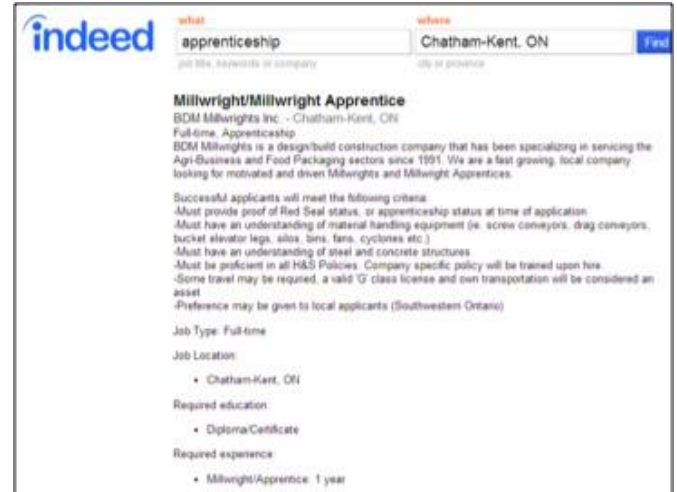 indeed
what
where
apprenticeship
Chatham-Kent, ON
Find
job title, keywords or company
city or province
Millwright/Millwright Apprentice
BDM Millwrights Inc. - Chatham-Kent, ON
Full-time, Apprenticeship
BDM Millwrights is a design/build construction company that has been specializing in servicing the
Agri-Business and Food Packaging sectors since 1991. We are a fast growing, local company
looking for motivated and driven Millwrights and Millwright Apprentices.
Successful applicants will meet the following criteria:
-Must provide proof of Red Seal status, or apprenticeship status at time of application
-Must have an understanding of material handling equipment (ie. screw conveyors, drag conveyors,
bucket elevator legs, silos, bins, fans, cyclones etc.)
-Must have an understanding of steel and concrete structures
-Must be proficient in all H&S Policies. Company specific policy will be trained upon hire.
-Some travel may be requried, a valid 'G' class license and own transportation will be considered an
asset
-Preference may be given to local applicants (Southwestern Ontario)
Job Type: Full-time
Job Location:
• Chatham-Kent, ON
Required education:
• Diploma/Certificate
Required experience:
• Millwright/Apprentice: 1 year